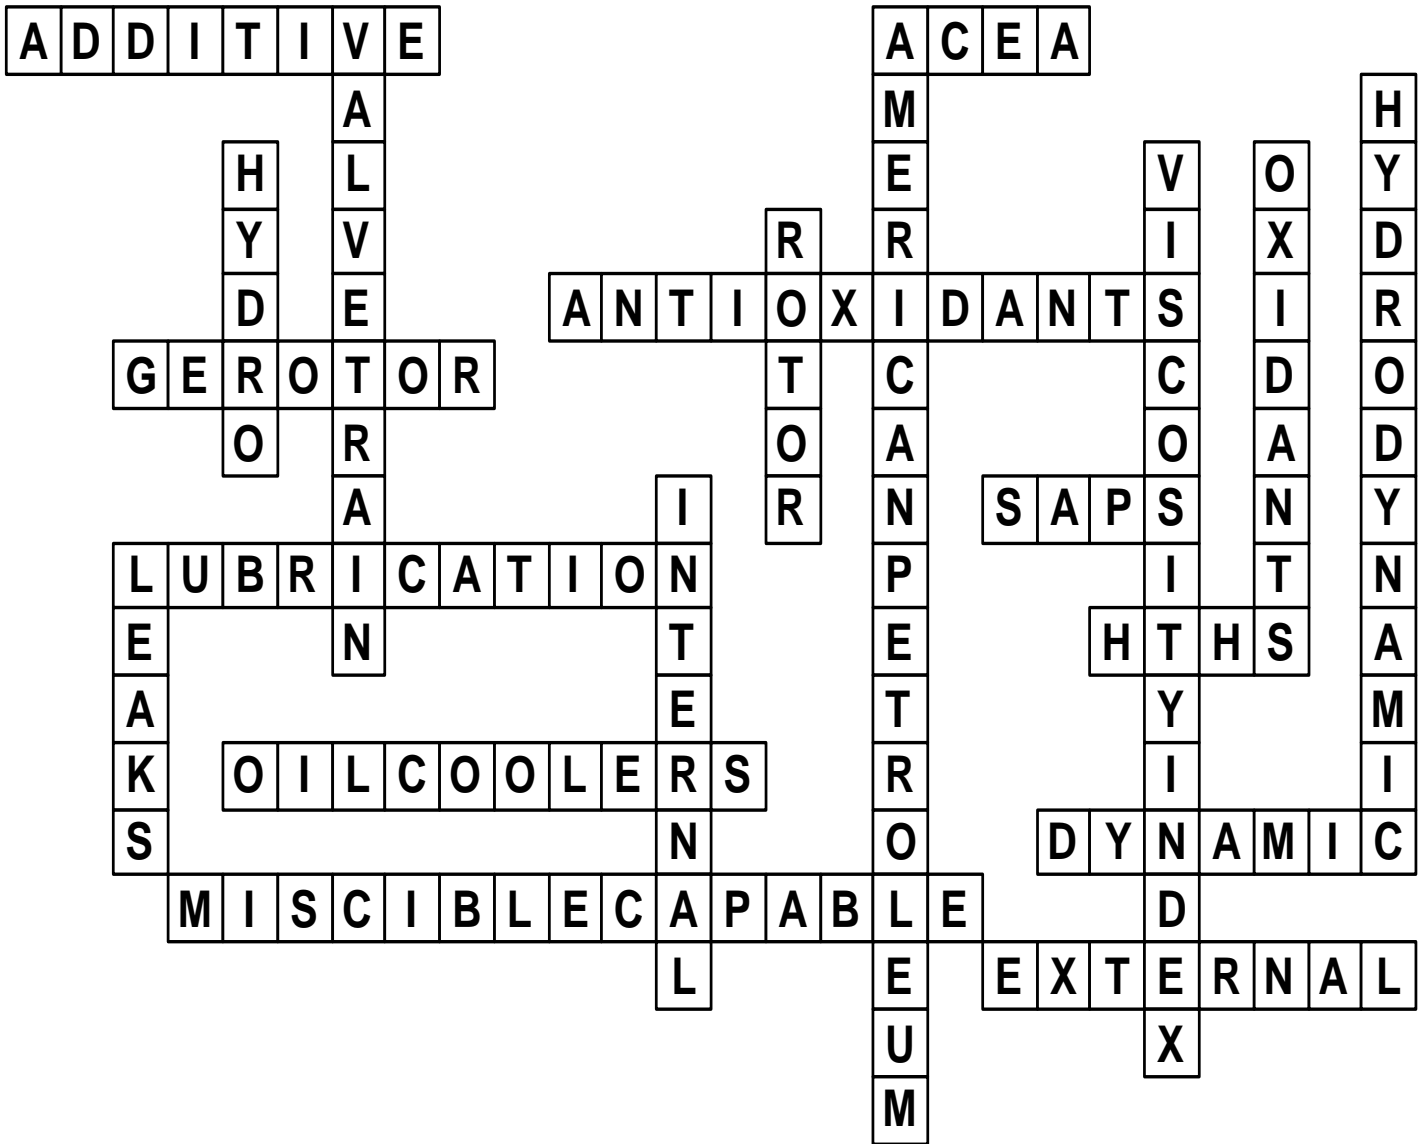 ADDITIVE
VALVETRAIN
ACEA
AMERICANPETROLEUM
HYDRODYNAMIC
HYDRO
VISCOSITYINDEX
OXIDANTS
ROTOR
ANTIOXIDANTS
GEROTOR
INTERNAL
SAPS
LUBRICATION
LEAKS
HTHS
OILCOOLERS
DYNAMIC
MISCIBLECAPABLE
EXTERNAL